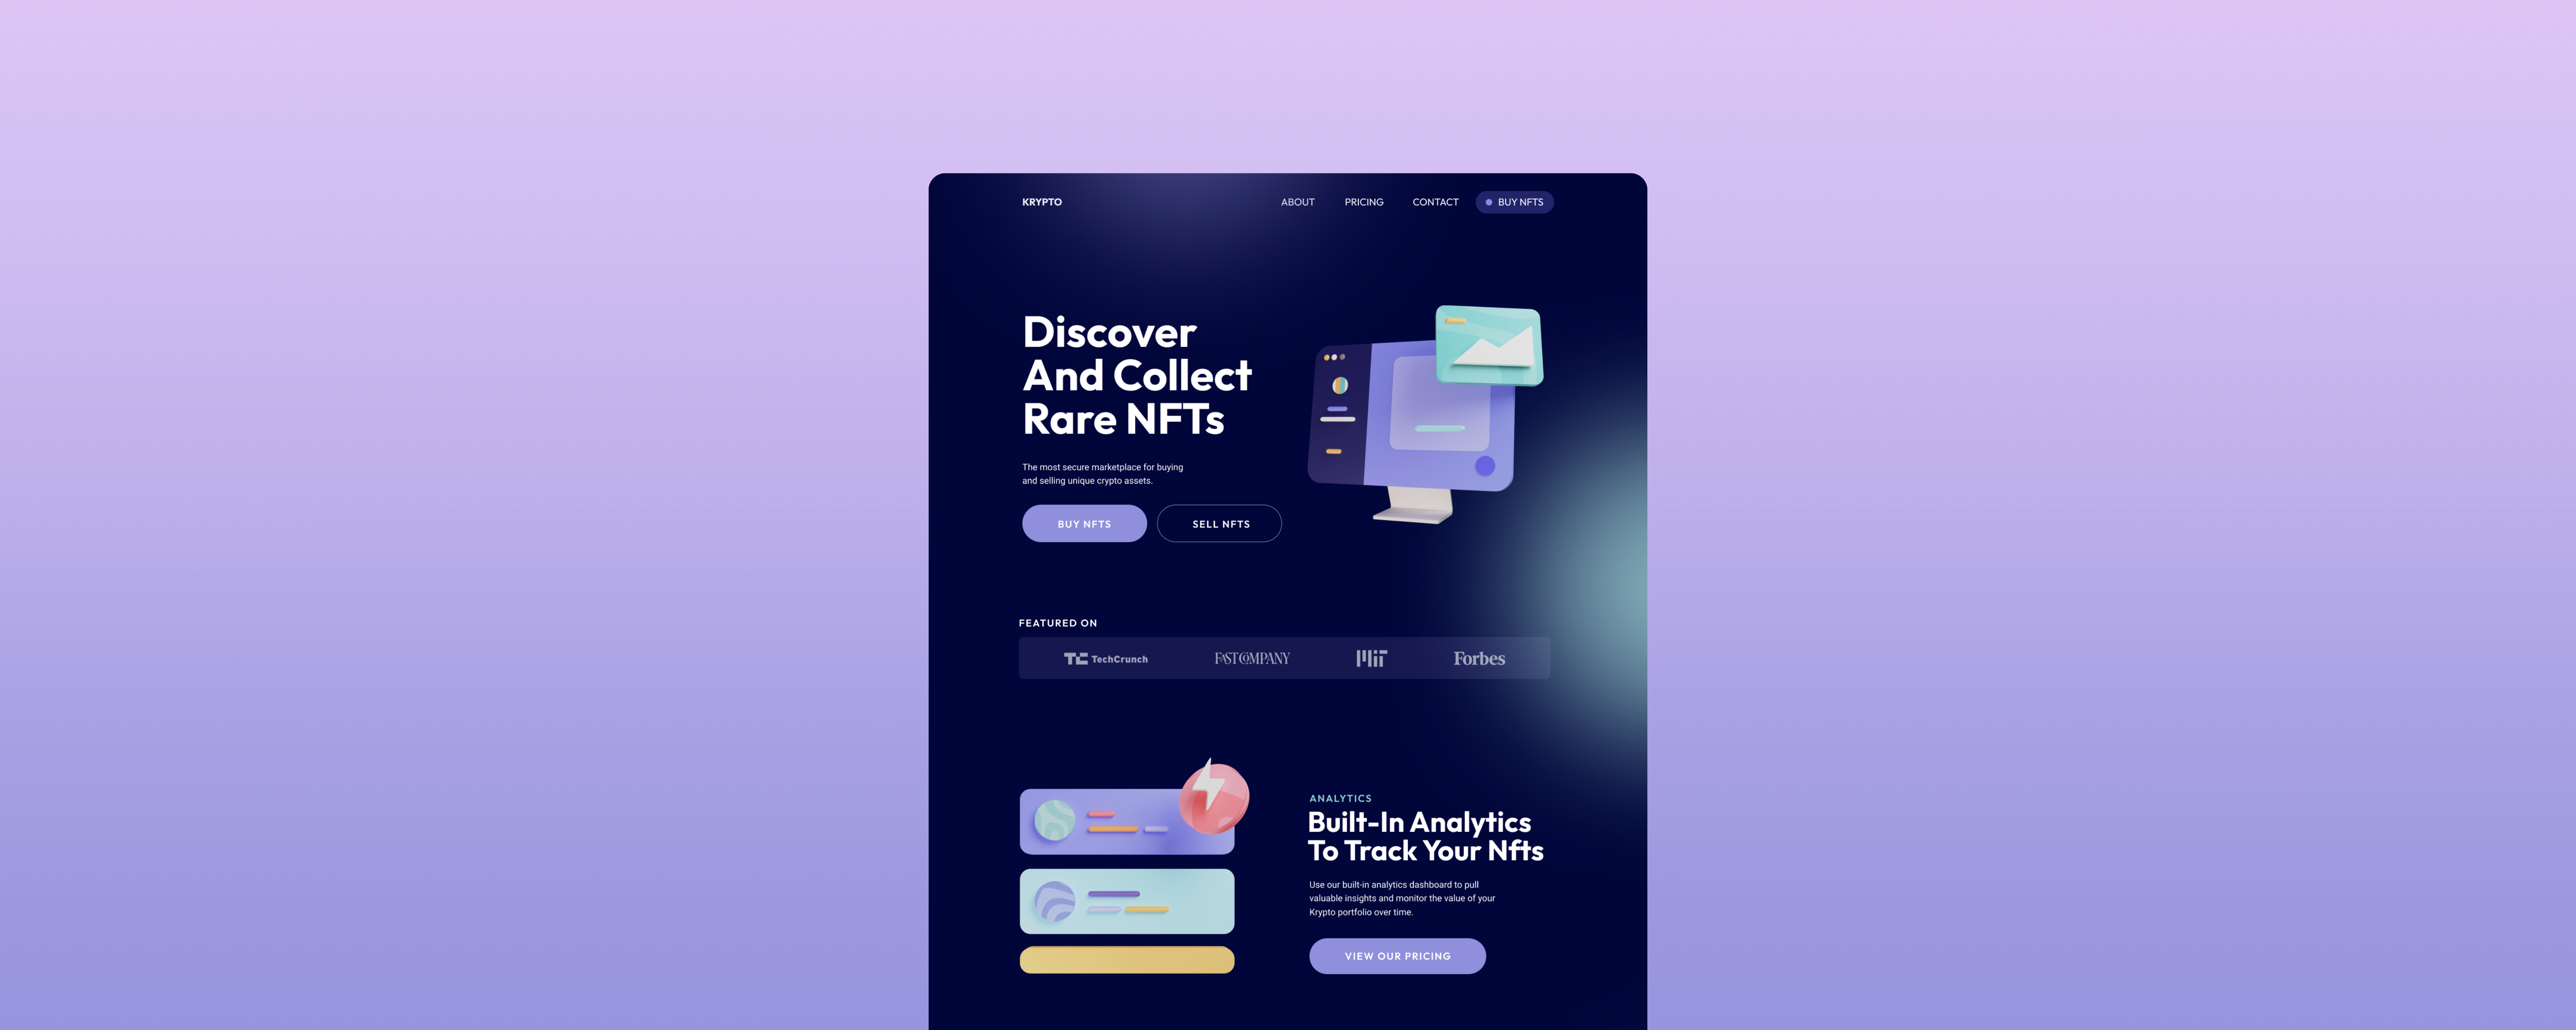 KRYPTO
ABOUT
PRICING
CONTACT
BUY NFTS
Discover
And Collect
Rare NFTs
The most secure marketplace for buying
and selling unique crypto assets.
BUY NFTS
SELL NFTS
FEATURED ON
TC TechCrunch
FAST COMPANY
MIT
Forbes
ANALYTICS
Built-In Analytics
To Track Your Nfts
Use our built-in analytics dashboard to pull
valuable insights and monitor the value of your
Krypto portfolio over time.
VIEW OUR PRICING